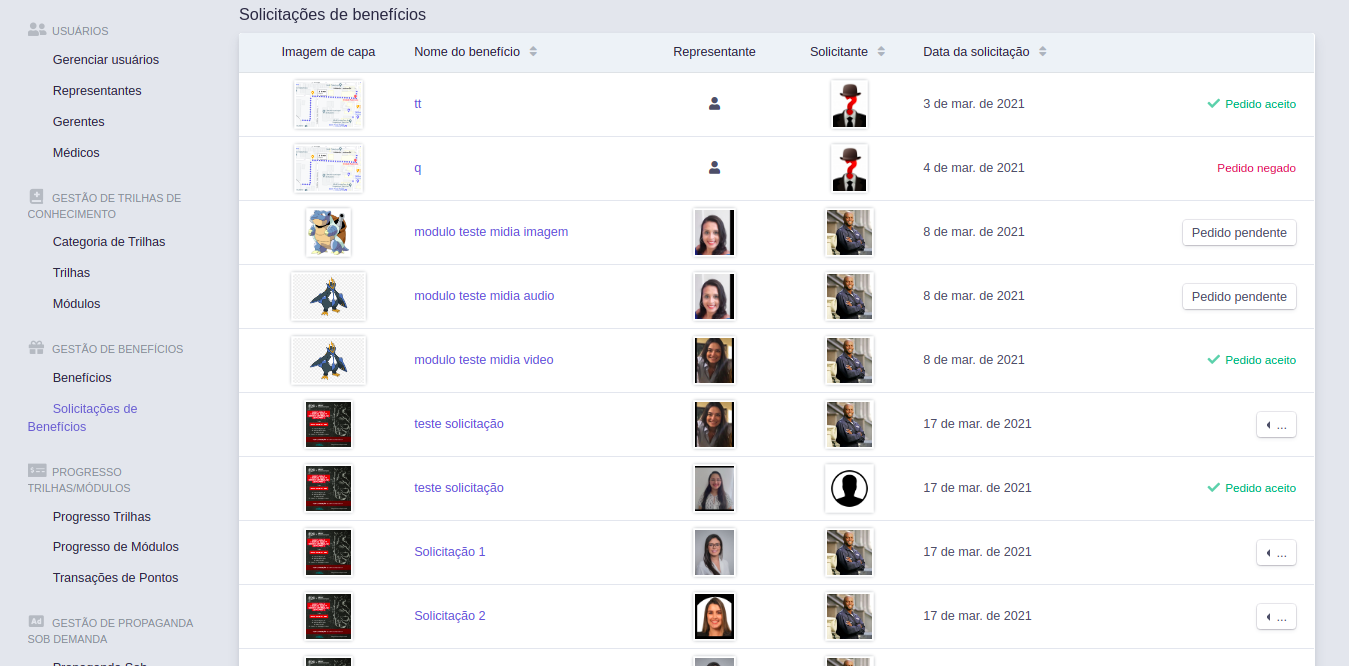 USUÁRIOS
Gerenciar usuários
Representantes
Gerentes
Médicos
GESTÃO DE TRILHAS DE
CONHECIMENTO
Categoria de Trilhas
Trilhas
Módulos
GESTÃO DE BENEFÍCIOS
Benefícios
Solicitações de
Benefícios
PROGRESSO
TRILHAS/MÓDULOS
Progresso Trilhas
Progresso de Módulos
Transações de Pontos
Ad GESTÃO DE PROPAGANDA
SOB DEMANDA
Propaganda Sob
Solicitações de benefícios
Imagem de capa Nome do benefício Representante Solicitante Data da solicitação
tt 3 de mar. de 2021 Pedido aceito
q 4 de mar. de 2021 Pedido negado
modulo teste midia imagem 8 de mar. de 2021 Pedido pendente
modulo teste midia audio 8 de mar. de 2021 Pedido pendente
modulo teste midia video 8 de mar. de 2021 Pedido aceito
teste solicitação 17 de mar. de 2021 ...
teste solicitação 17 de mar. de 2021 Pedido aceito
Solicitação 1 17 de mar. de 2021 ...
Solicitação 2 17 de mar. de 2021 ...